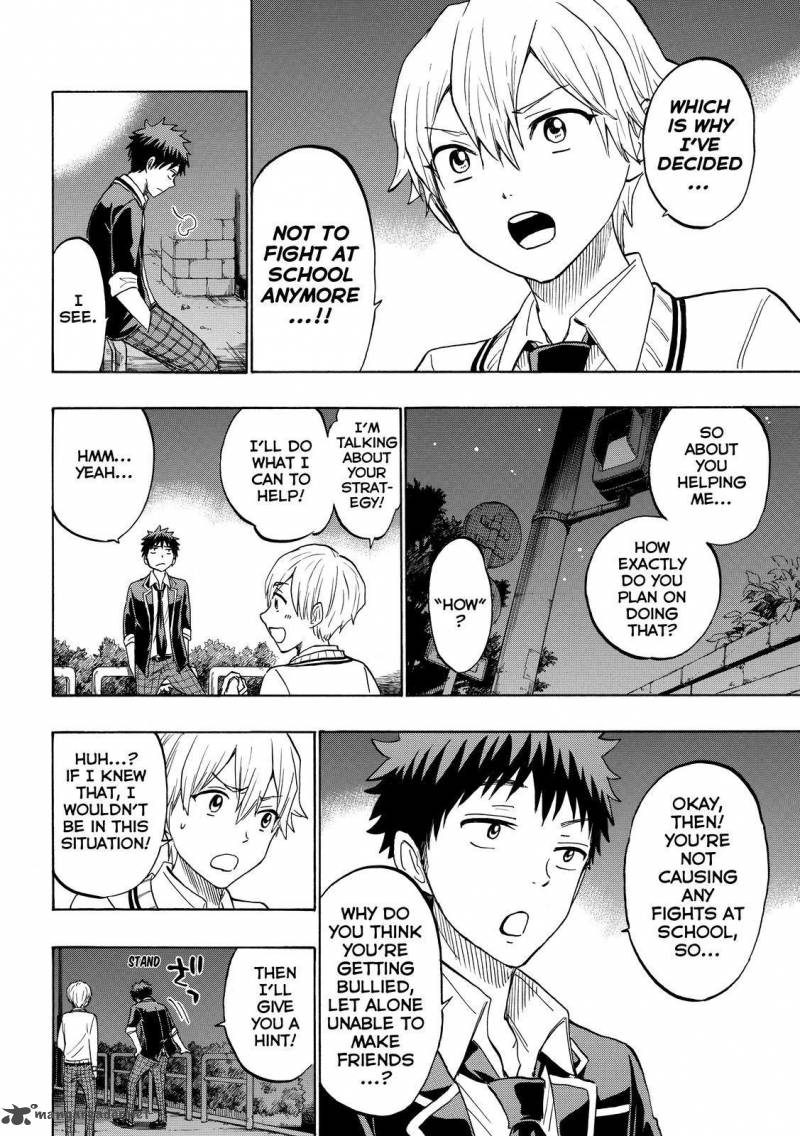 WHICH
IS WHY
I'VE
DECIDED
...
NOT TO
FIGHT AT
SCHOOL
ANYMORE
...!!
I
SEE.
SO
ABOUT
YOU
HELPING
ME...
HOW
EXACTLY
DO YOU
PLAN ON
DOING
THAT?
"HOW"
?
I'M
TALKING
ABOUT
YOUR
STRAT-
EGY!
I'LL DO
WHAT I
CAN TO
HELP!
HMM...
YEAH...
OKAY,
THEN!
YOU'RE
NOT
CAUSING
ANY
FIGHTS AT
SCHOOL,
SO...
WHY DO
YOU THINK
YOU'RE
GETTING
BULLIED,
LET ALONE
UNABLE TO
MAKE
FRIENDS
...?
HUH...?
IF I KNEW
THAT, I
WOULDN'T
BE IN THIS
SITUATION!
THEN
I'LL
GIVE
YOU A
HINT!
STAND
ざっ